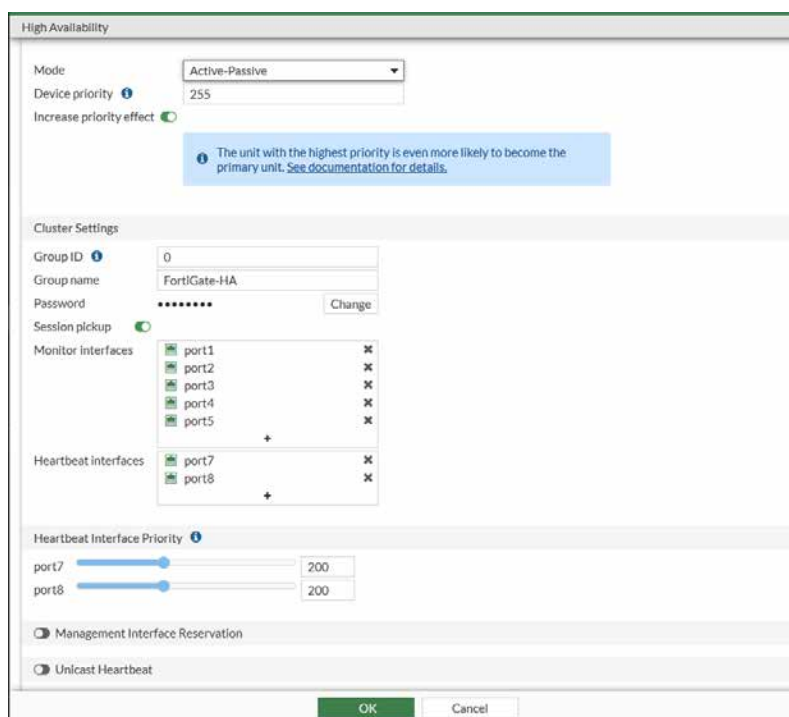 High Availability
Mode Active-Passive
Device priority 255
Increase priority effect
The unit with the highest priority is even more likely to become the
primary unit. See documentation for details.
Cluster Settings
Group ID 0
Group name FortiGate-HA
Password •••••••• Change
Session pickup
Monitor interfaces port1
port2
port3
port4
port5
+
Heartbeat interfaces port7
port8
+
Heartbeat Interface Priority
port7 200
port8 200
Management Interface Reservation
Unicast Heartbeat
OK Cancel